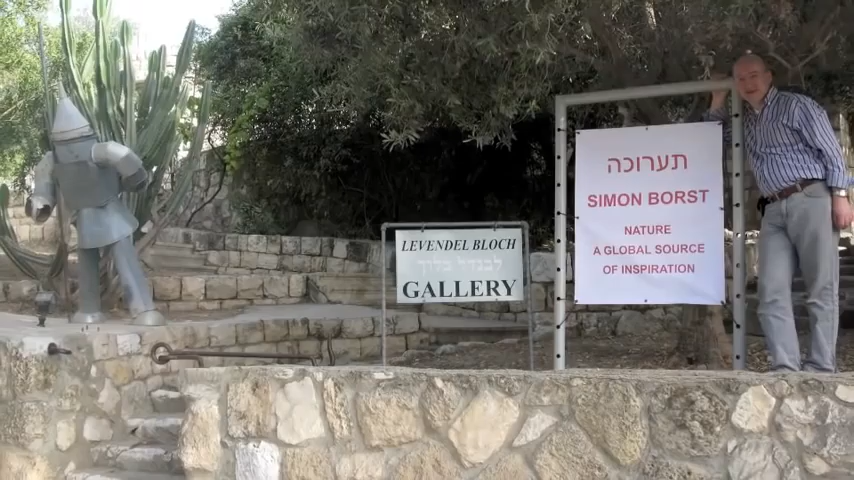 LEVENDEL BLOCH
לבנדל בלוך
GALLERY
תערוכה
SIMON BORST
NATURE
A GLOBAL SOURCE
OF INSPIRATION